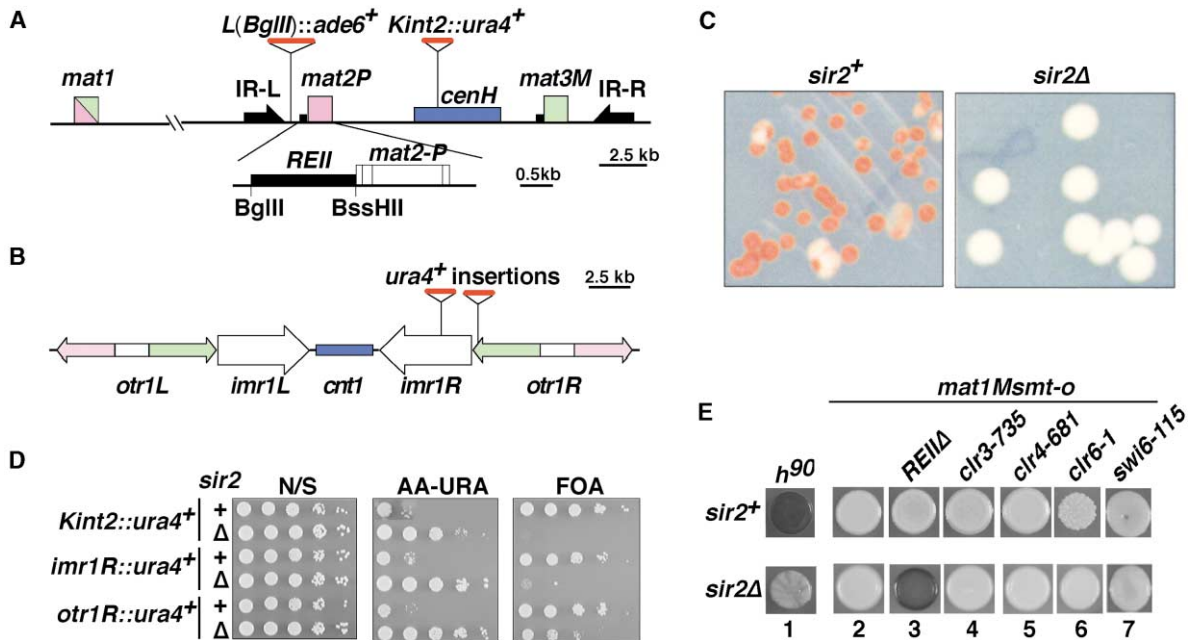 A
L(BglII)::ade6+ Kint2::ura4+
mat1
IR-L
mat2P
cenH
mat3M
IR-R
REII
mat2-P
2.5 kb
0.5kb
BglII
BssHII
B
ura4+ insertions
2.5 kb
otr1L imr1L cnt1 imr1R otr1R
C
sir2+ sir2Δ
D
sir2 N/S AA-URA FOA
Kint2::ura4+
+
Δ
imr1R::ura4+
+
Δ
otr1R::ura4+
+
Δ
E
mat1Msmt-o
h90 REIIΔ clr3-735 clr4-681 clr6-1 swi6-115
sir2+
sir2Δ
1 2 3 4 5 6 7